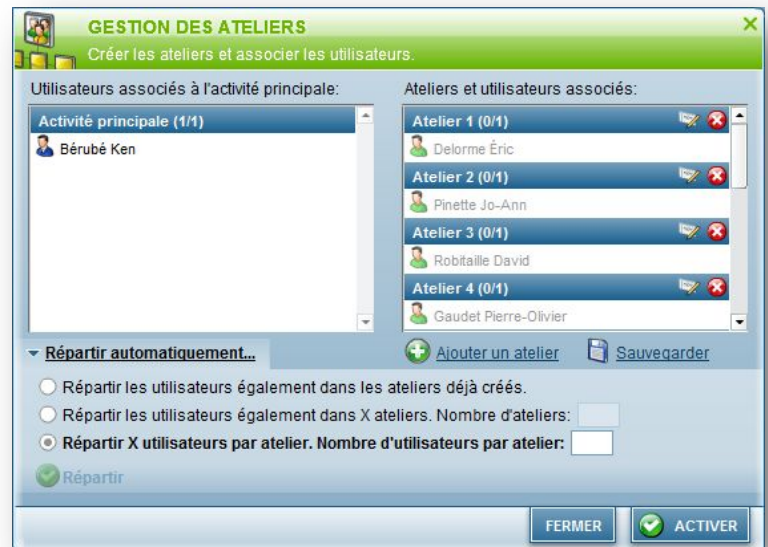 GESTION DES ATELIERS
Créer les ateliers et associer les utilisateurs.
Utilisateurs associés à l'activité principale:
Activité principale (1/1)
Bérubé Ken
Ateliers et utilisateurs associés:
Atelier 1 (0/1)
Delorme Éric
Atelier 2 (0/1)
Pinette Jo-Ann
Atelier 3 (0/1)
Robitaille David
Atelier 4 (0/1)
Gaudet Pierre-Olivier
Répartir automatiquement...
Ajouter un atelier
Sauvegarder
Répartir les utilisateurs également dans les ateliers déjà créés.
Répartir les utilisateurs également dans X ateliers. Nombre d'ateliers:
Répartir X utilisateurs par atelier. Nombre d'utilisateurs par atelier:
Répartir
FERMER
ACTIVER